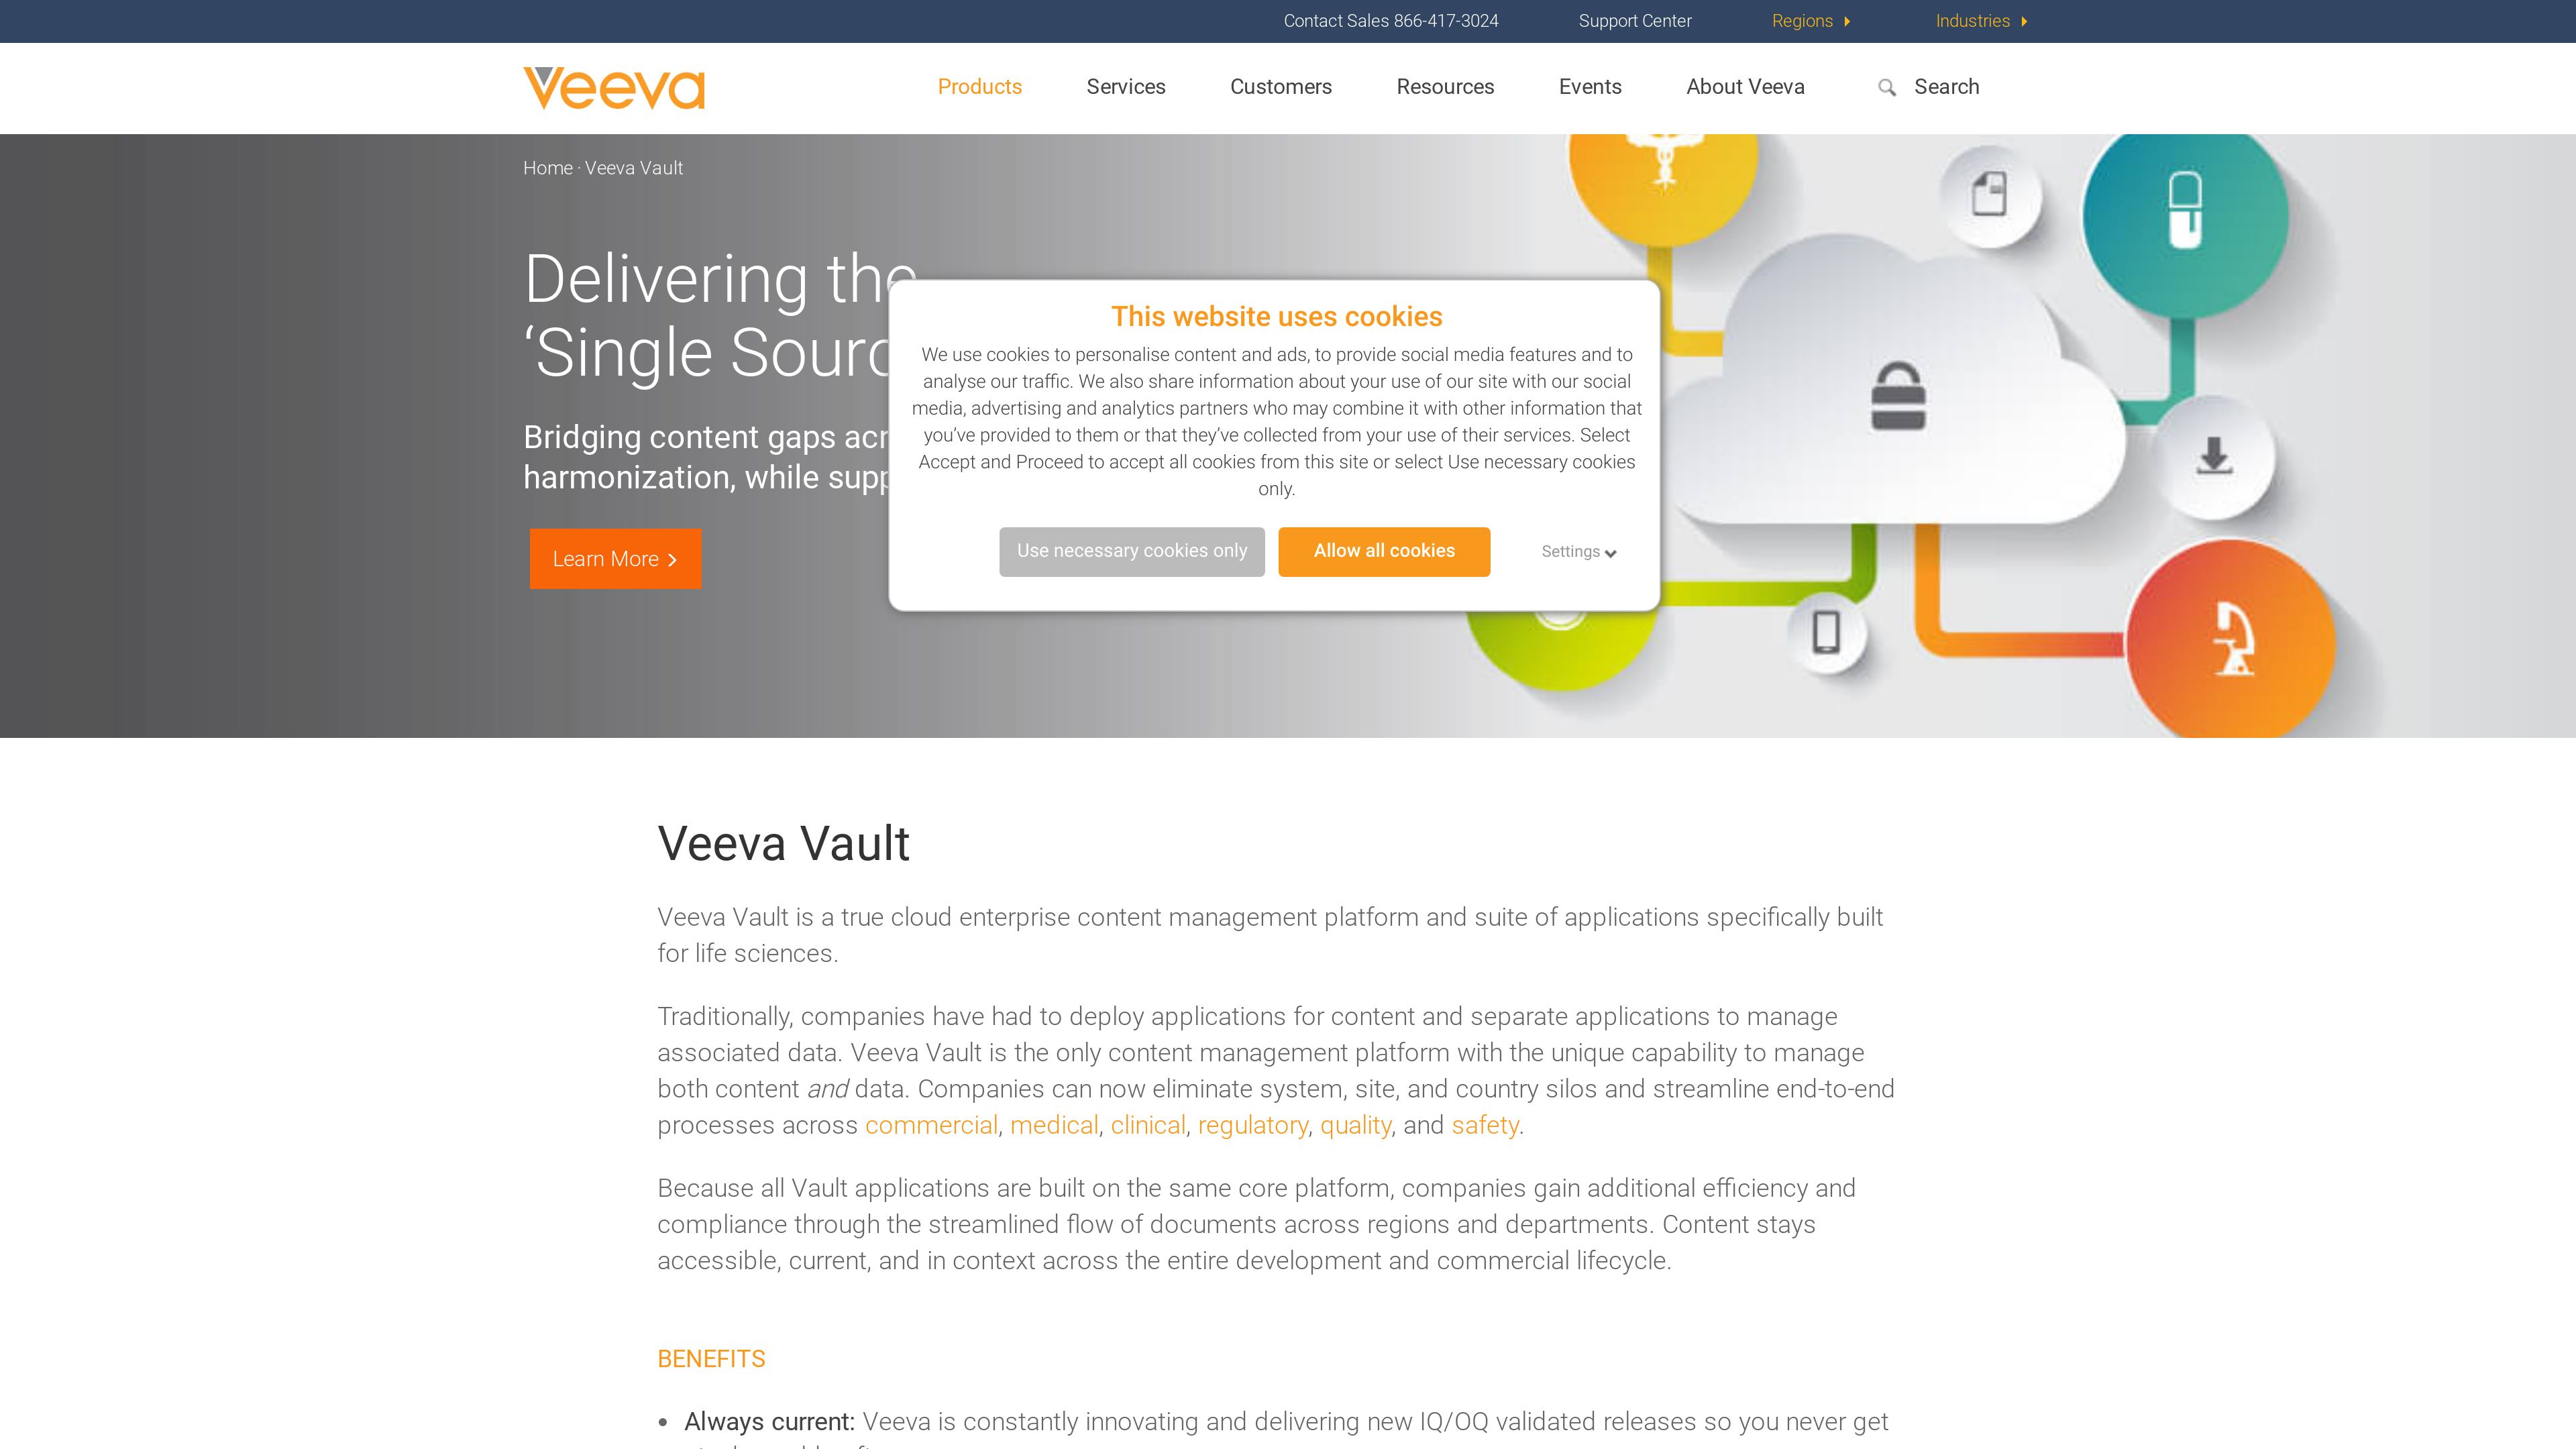 Contact Sales 866-417-3024 Support Center Regions Industries
Veeva Products Services Customers Resources Events About Veeva Search
Home · Veeva Vault
Delivering the
‘Single Sourc
Bridging content gaps acr
harmonization, while supp
Learn More
This website uses cookies
We use cookies to personalise content and ads, to provide social media features and to
analyse our traffic. We also share information about your use of our site with our social
media, advertising and analytics partners who may combine it with other information that
you’ve provided to them or that they’ve collected from your use of their services. Select
Accept and Proceed to accept all cookies from this site or select Use necessary cookies
only.
Use necessary cookies only Allow all cookies Settings
Veeva Vault
Veeva Vault is a true cloud enterprise content management platform and suite of applications specifically built
for life sciences.
Traditionally, companies have had to deploy applications for content and separate applications to manage
associated data. Veeva Vault is the only content management platform with the unique capability to manage
both content and data. Companies can now eliminate system, site, and country silos and streamline end-to-end
processes across commercial, medical, clinical, regulatory, quality, and safety.
Because all Vault applications are built on the same core platform, companies gain additional efficiency and
compliance through the streamlined flow of documents across regions and departments. Content stays
accessible, current, and in context across the entire development and commercial lifecycle.
BENEFITS
• Always current: Veeva is constantly innovating and delivering new IQ/OQ validated releases so you never get